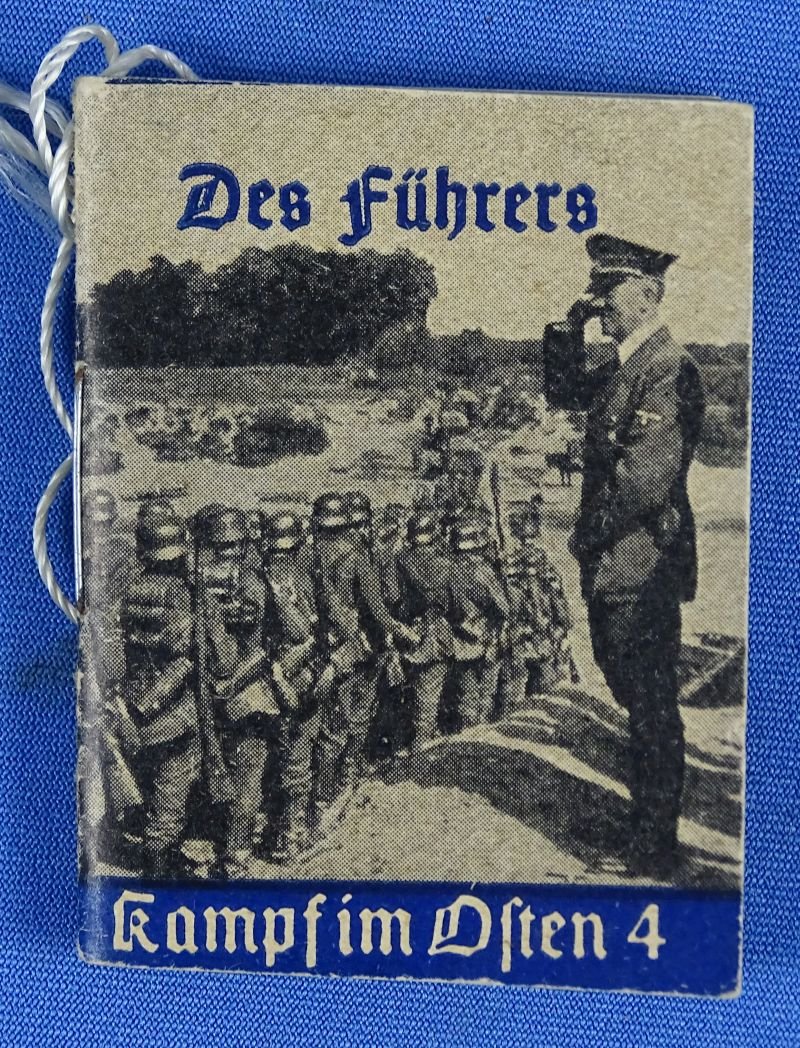 Des Führers
Kampf im Osten 4